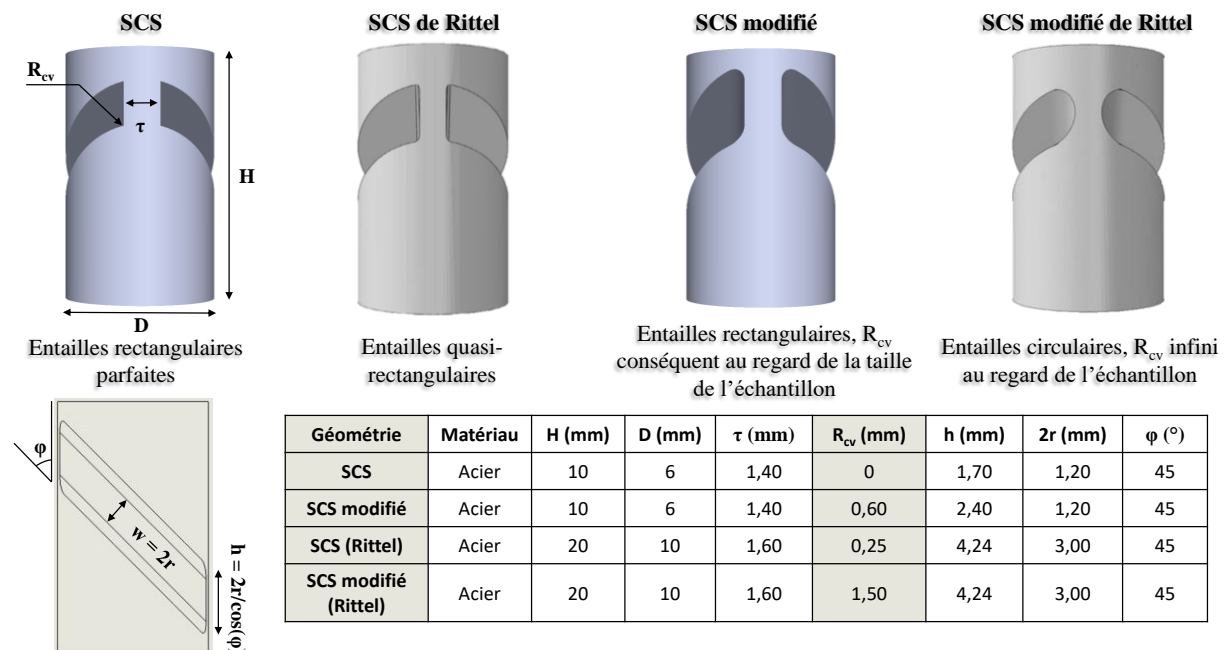 SCS
SCS de Rittel
SCS modifié
SCS modifié de Rittel
R_cv
τ
H
D
Entailles rectangulaires
parfaites
Entailles quasi-
rectangulaires
Entailles rectangulaires, R_cv
conséquent au regard de la taille
de l'échantillon
Entailles circulaires, R_cv infini
au regard de l'échantillon
φ
w = 2r
h = 2r/cos(φ)
Géométrie Matériau H (mm) D (mm) τ (mm) R_cv (mm) h (mm) 2r (mm) φ (°)
SCS Acier 10 6 1,40 0 1,70 1,20 45
SCS modifié Acier 10 6 1,40 0,60 2,40 1,20 45
SCS (Rittel) Acier 20 10 1,60 0,25 4,24 3,00 45
SCS modifié
(Rittel) Acier 20 10 1,60 1,50 4,24 3,00 45